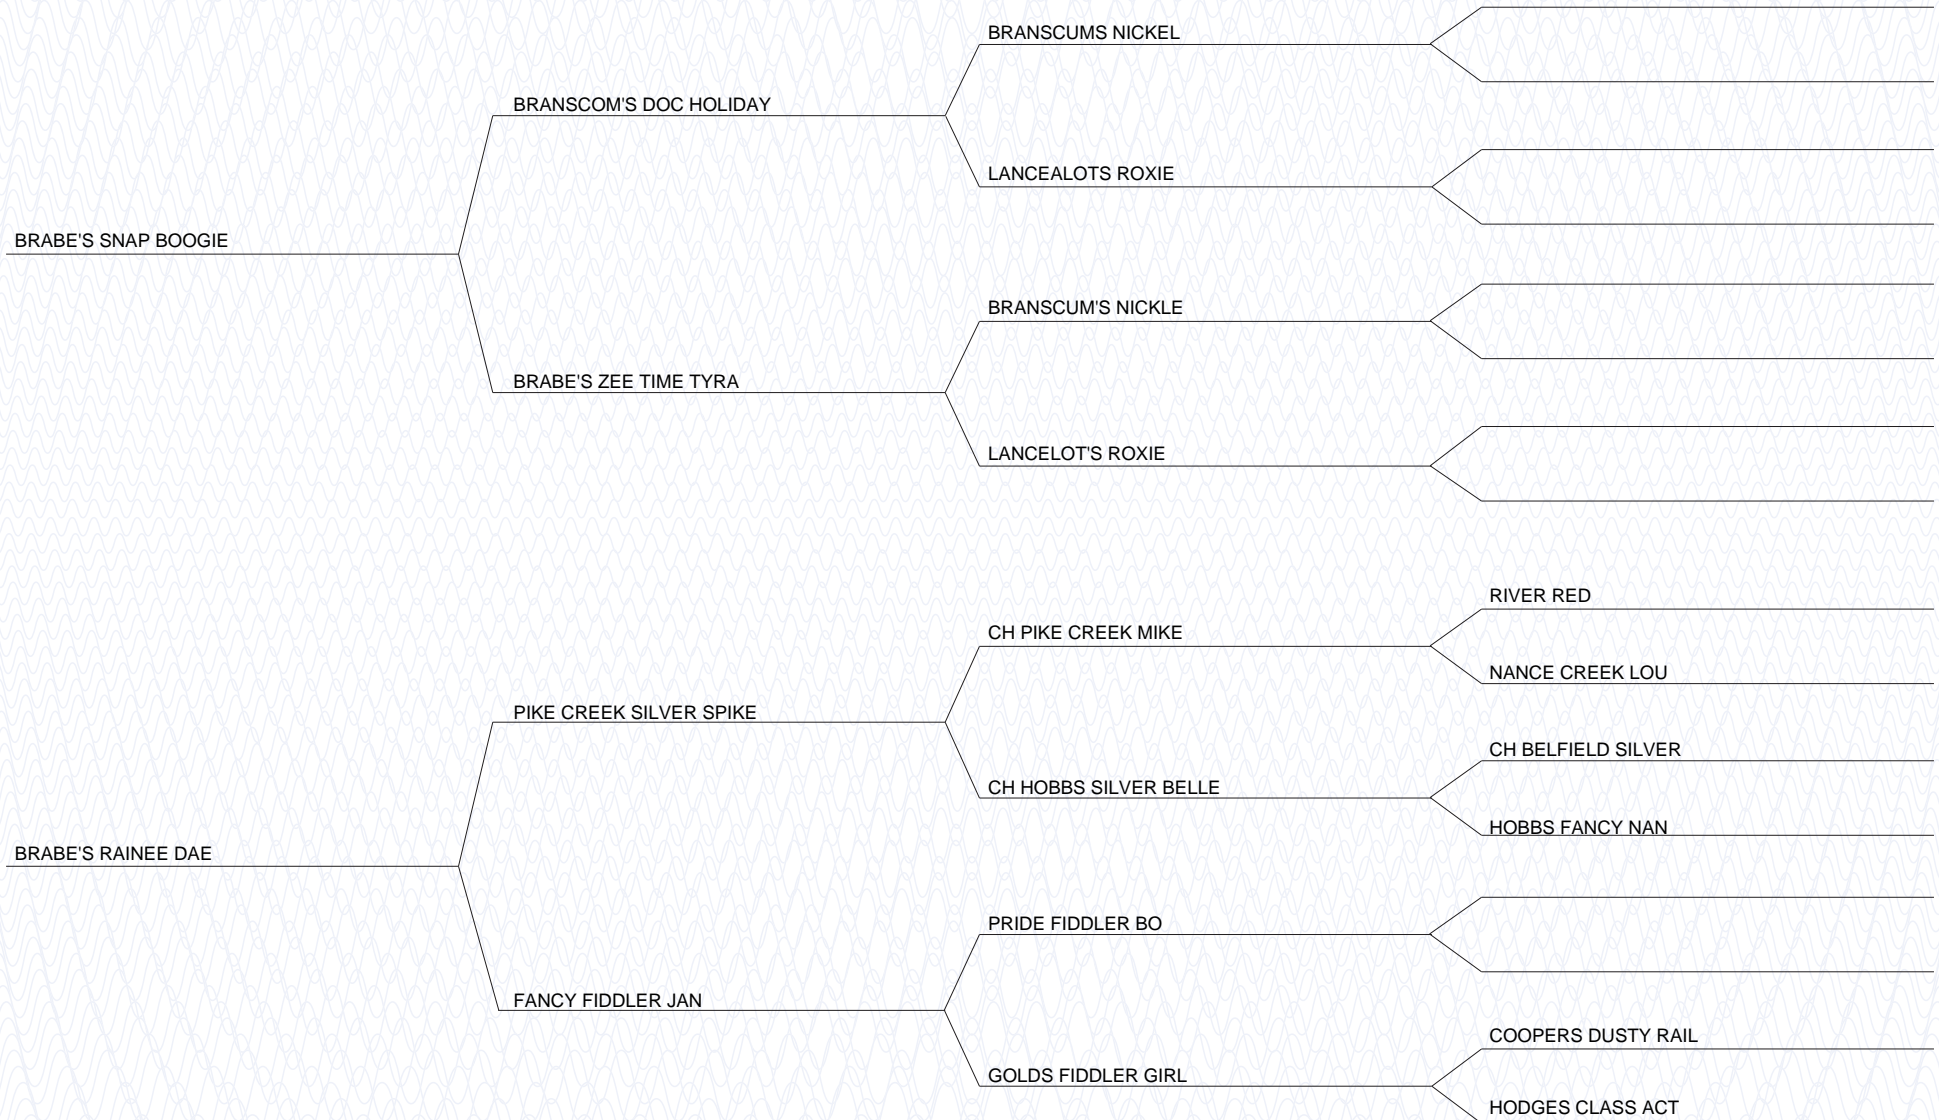 BRANSCUMS NICKEL
BRANSCOM'S DOC HOLIDAY
LANCEALOTS ROXIE
BRABE'S SNAP BOOGIE
BRANSCUM'S NICKLE
BRABE'S ZEE TIME TYRA
LANCELOT'S ROXIE
RIVER RED
CH PIKE CREEK MIKE
NANCE CREEK LOU
PIKE CREEK SILVER SPIKE
CH BELFIELD SILVER
CH HOBBS SILVER BELLE
HOBBS FANCY NAN
BRABE'S RAINEE DAE
PRIDE FIDDLER BO
FANCY FIDDLER JAN
COOPERS DUSTY RAIL
GOLDS FIDDLER GIRL
HODGES CLASS ACT